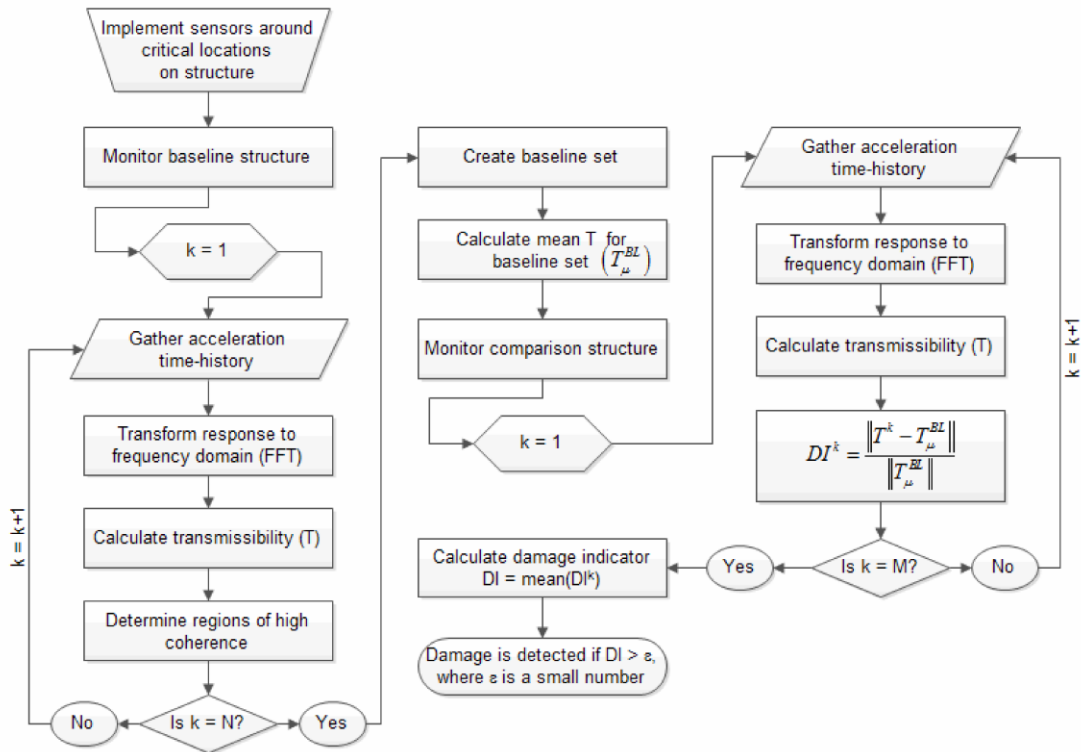 Implement sensors around
critical locations
on structure
Monitor baseline structure
k = 1
Gather acceleration
time-history
Transform response to
frequency domain (FFT)
Calculate transmissibility (T)
Determine regions of high
coherence
Is k = N?
No
Yes
k = k+1
Create baseline set
Calculate mean T for
baseline set (T_μ^BL)
Monitor comparison structure
k = 1
Gather acceleration
time-history
Transform response to
frequency domain (FFT)
Calculate transmissibility (T)
DI^k = ‖T^k − T_μ^BL‖ / ‖T_μ^BL‖
Is k = M?
No
Yes
k = k+1
Calculate damage indicator
DI = mean(DI^k)
Damage is detected if DI > ε,
where ε is a small number